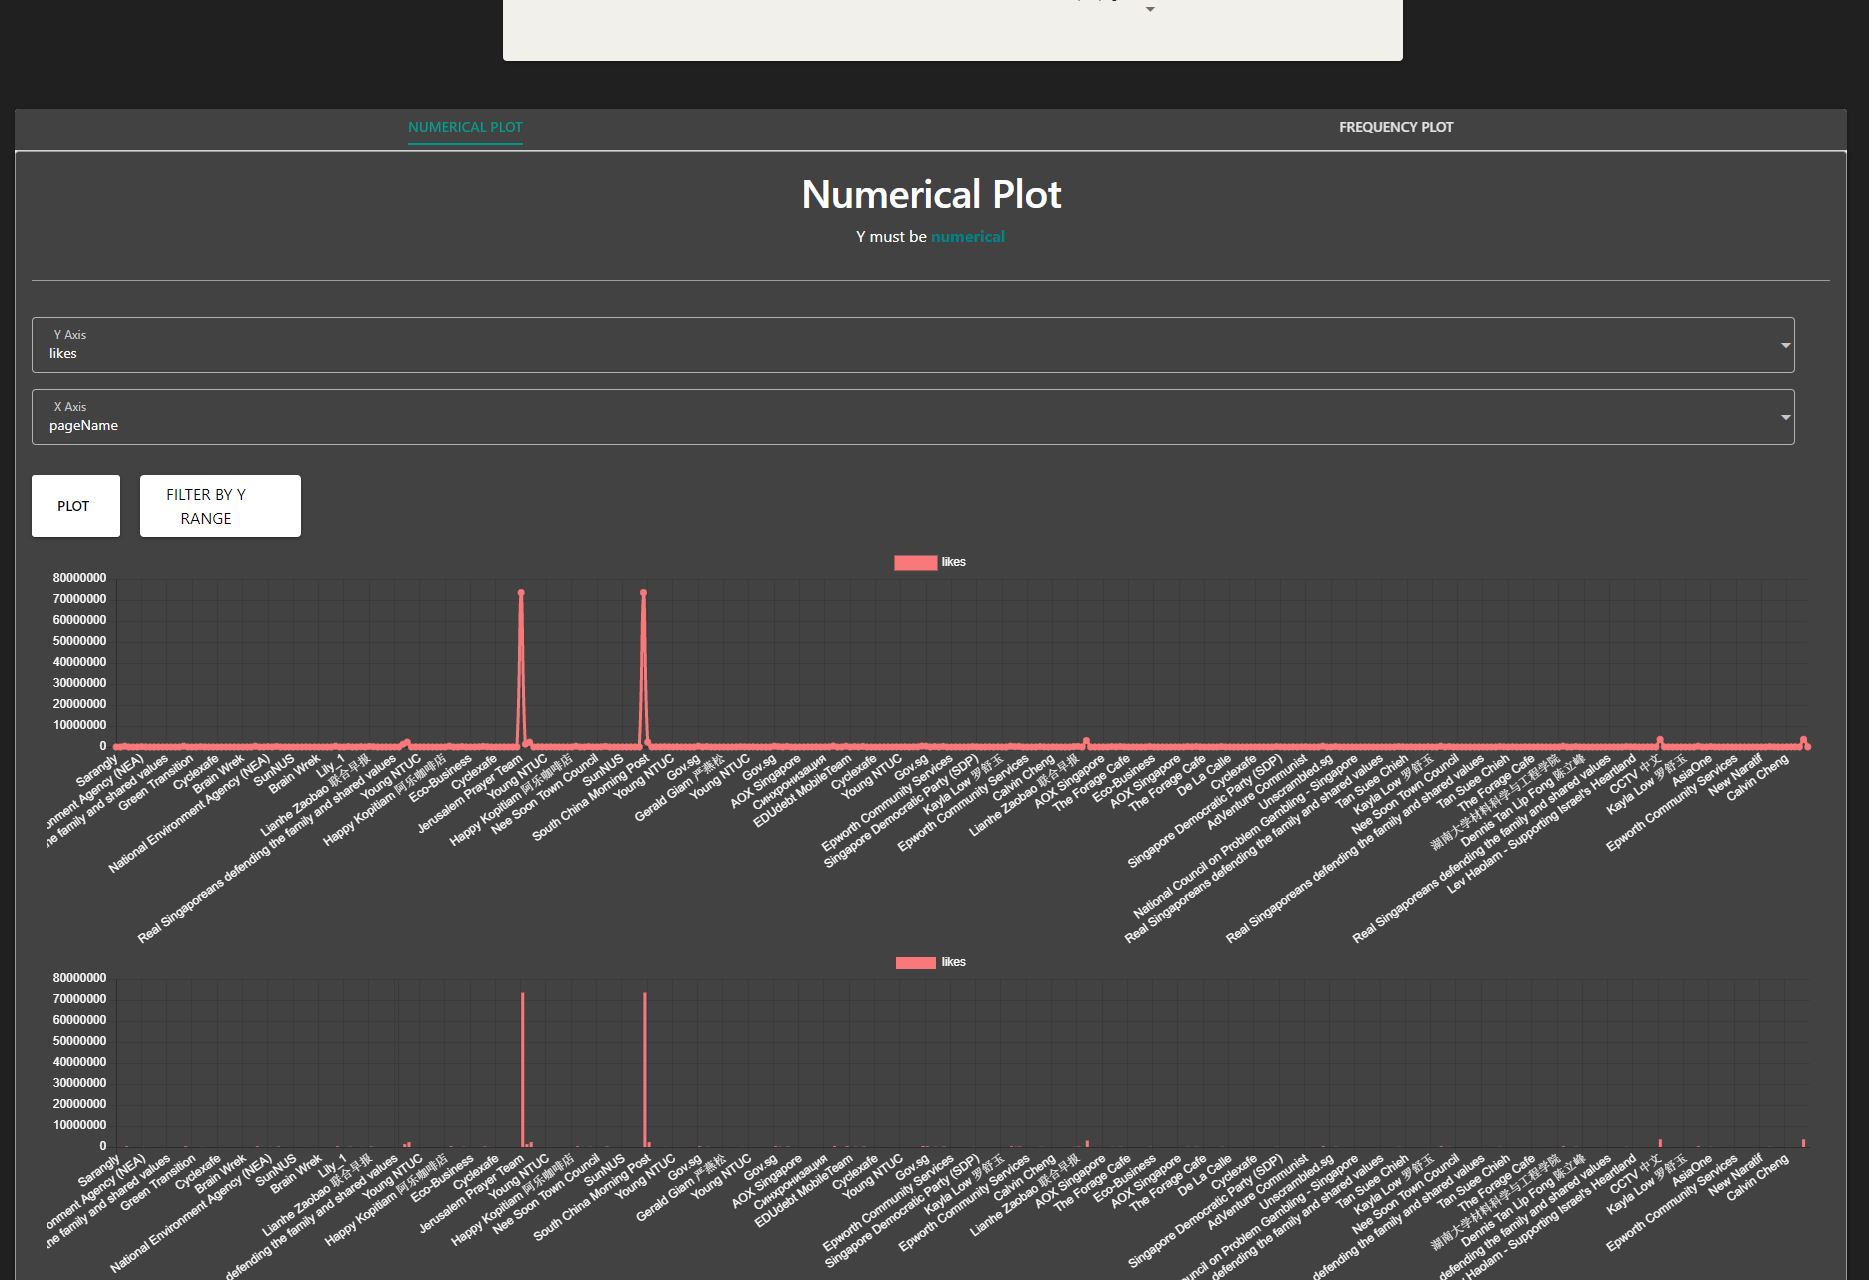 NUMERICAL PLOT
FREQUENCY PLOT
Numerical Plot
Y must be numerical
Y Axis
likes
X Axis
pageName
PLOT
FILTER BY Y
RANGE
likes
80000000
70000000
60000000
50000000
40000000
30000000
20000000
10000000
0
Sarangly
onment Agency (NEA)
he family and shared values
Green Transition
Cyclexafe
Brain Wrek
National Environment Agency (NEA)
SunNUS
Brain Wrek
Lily_1
Lianhe Zaobao 联合早报
Real Singaporeans defending the family and shared values
Young NTUC
Happy Kopitiam 阿乐咖啡店
Eco-Business
Cyclexafe
Jerusalem Prayer Team
Young NTUC
Happy Kopitiam 阿乐咖啡店
Nee Soon Town Council
SunNUS
South China Morning Post
Young NTUC
Gov.sg
Gerald Giam 严燕松
Young NTUC
Gov.sg
AOX Singapore
Синхронизация
EDUdebt MobileTeam
Cyclexafe
Young NTUC
Gov.sg
Epworth Community Services
Singapore Democratic Party (SDP)
Kayla Low 罗舒玉
Epworth Community Services
Calvin Cheng
Lianhe Zaobao 联合早报
AOX Singapore
The Forage Cafe
Eco-Business
AOX Singapore
The Forage Cafe
De La Calle
Cyclexafe
Singapore Democratic Party (SDP)
AdVenture Communist
Unscrambled.sg
National Council on Problem Gambling - Singapore
Real Singaporeans defending the family and shared values
Tan Suee Chieh
Kayla Low 罗舒玉
Nee Soon Town Council
Real Singaporeans defending the family and shared values
Tan Suee Chieh
The Forage Cafe
湖南大学材料科学与工程学院
Dennis Tan Lip Fong 陈立峰
Real Singaporeans defending the family and shared values
Lev Haolam - Supporting Israel's Heartland
CCTV 中文
Kayla Low 罗舒玉
AsiaOne
Epworth Community Services
New Naratif
Calvin Cheng
likes
80000000
70000000
60000000
50000000
40000000
30000000
20000000
10000000
0
Sarangly
onment Agency (NEA)
he family and shared values
Green Transition
Cyclexafe
Brain Wrek
National Environment Agency (NEA)
SunNUS
Brain Wrek
Lily_1
Lianhe Zaobao 联合早报
defending the family and shared values
Young NTUC
Happy Kopitiam 阿乐咖啡店
Eco-Business
Cyclexafe
Jerusalem Prayer Team
Young NTUC
Happy Kopitiam 阿乐咖啡店
Nee Soon Town Council
SunNUS
South China Morning Post
Young NTUC
Gov.sg
Gerald Giam 严燕松
Young NTUC
Gov.sg
AOX Singapore
Синхронизация
EDUdebt MobileTeam
Cyclexafe
Young NTUC
Gov.sg
Epworth Community Services
Singapore Democratic Party (SDP)
Kayla Low 罗舒玉
Epworth Community Services
Calvin Cheng
Lianhe Zaobao 联合早报
AOX Singapore
The Forage Cafe
Eco-Business
AOX Singapore
The Forage Cafe
De La Calle
Cyclexafe
Singapore Democratic Party (SDP)
AdVenture Communist
Unscrambled.sg
uncil on Problem Gambling - Singapore
defending the family and shared values
Tan Suee Chieh
Kayla Low 罗舒玉
Nee Soon Town Council
defending the family and shared values
Tan Suee Chieh
The Forage Cafe
湖南大学材料科学与工程学院
Dennis Tan Lip Fong 陈立峰
defending the family and shared values
Haolam - Supporting Israel's Heartland
CCTV 中文
Kayla Low 罗舒玉
AsiaOne
Epworth Community Services
New Naratif
Calvin Cheng